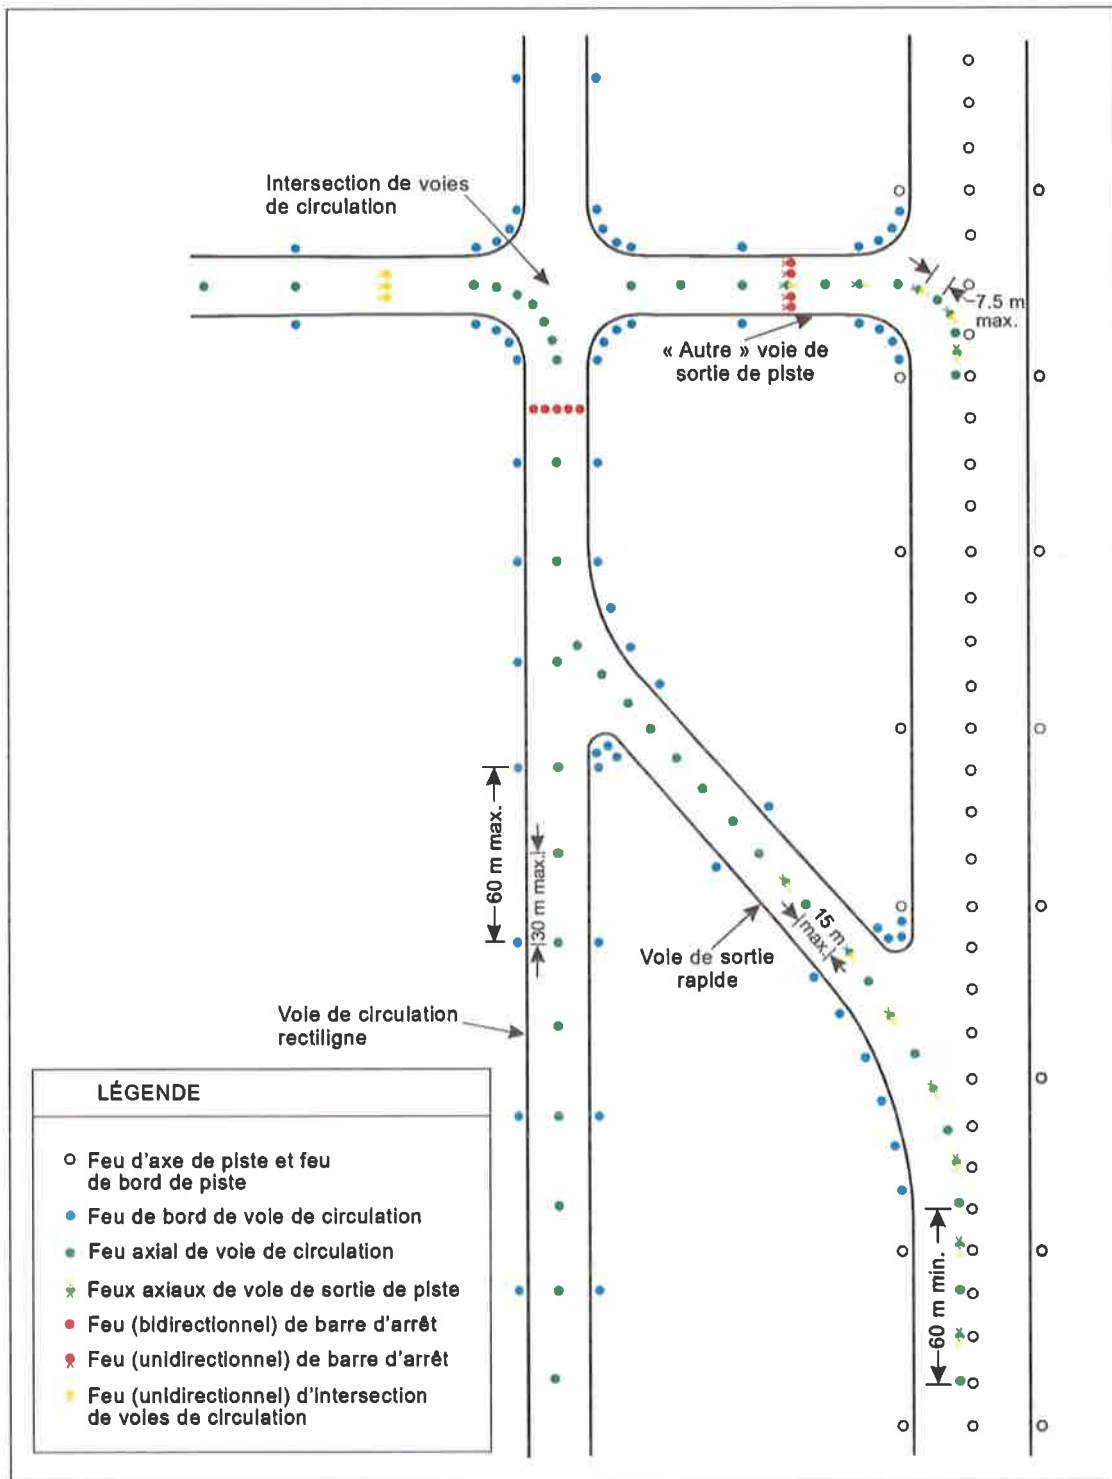 Intersection de voies
de circulation
7.5 m
max.
« Autre » voie de
sortie de piste
60 m max.
30 m max.
15 m
max.
Voie de sortie
rapide
Voie de circulation
rectiligne
60 m min.
LÉGENDE
Feu d'axe de piste et feu
de bord de piste
Feu de bord de voie de circulation
Feu axial de voie de circulation
Feux axiaux de voie de sortie de piste
Feu (bidirectionnel) de barre d'arrêt
Feu (unidirectionnel) de barre d'arrêt
Feu (unidirectionnel) d'intersection
de voies de circulation